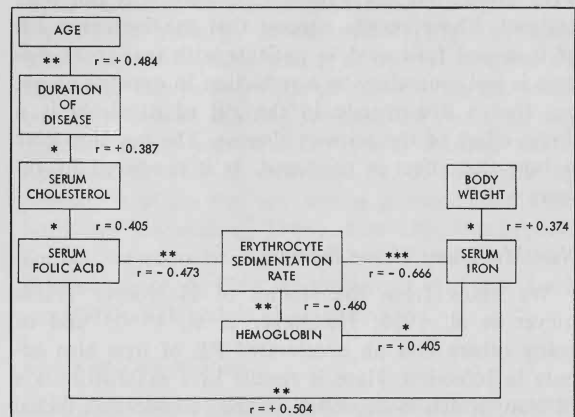 AGE
** r = + 0.484
DURATION
OF
DISEASE
* r = + 0.387
SERUM
CHOLESTEROL
* r = 0.405
SERUM
FOLIC ACID
**
r = − 0.473
ERYTHROCYTE
SEDIMENTATION
RATE
** r = − 0.460
HEMOGLOBIN
***
r = − 0.666
BODY
WEIGHT
* r = + 0.374
SERUM
IRON
*
r = + 0.405
**
r = + 0.504